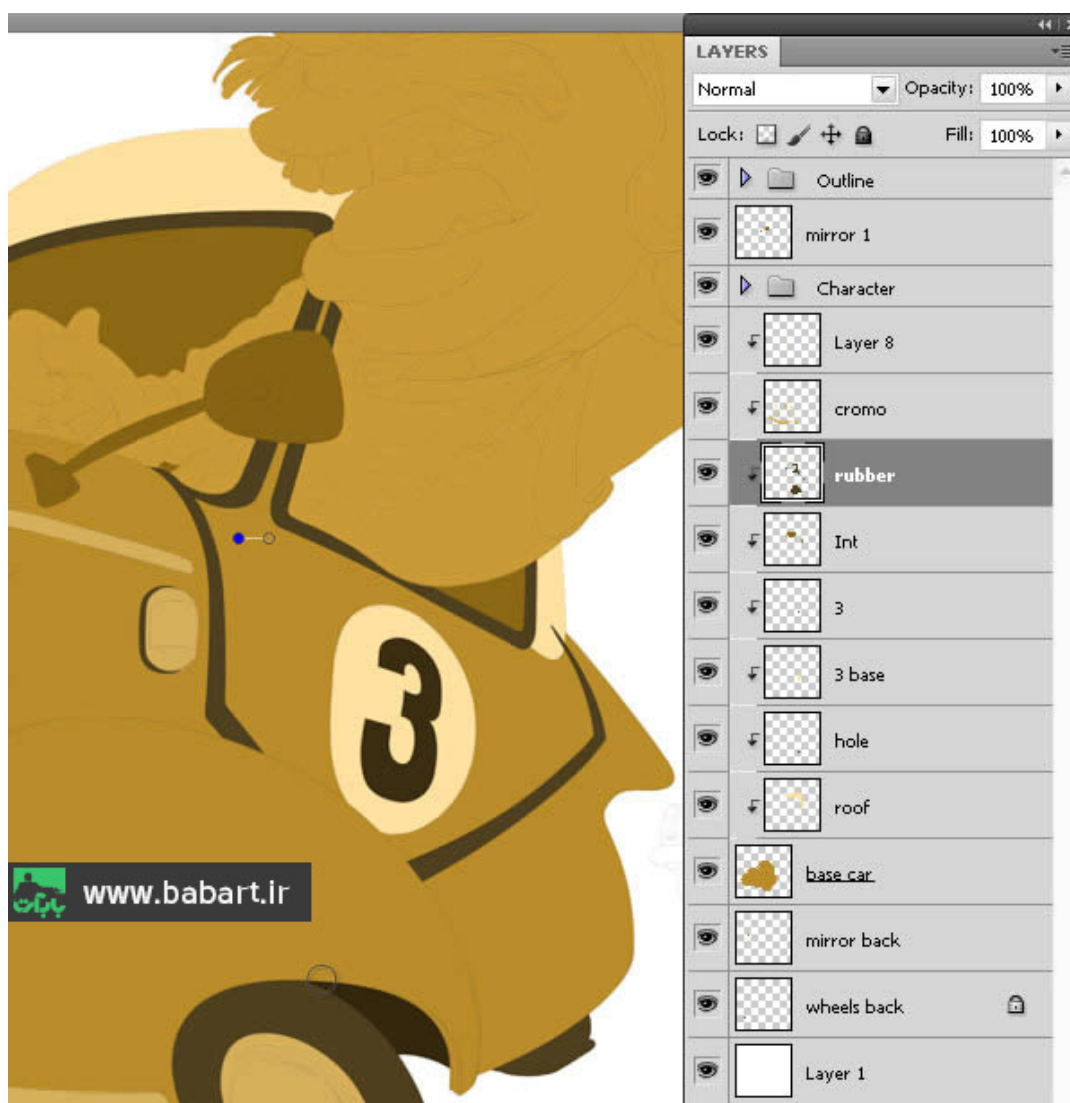 LAYERS
Normal
Opacity: 100%
Lock:
Fill: 100%
Outline
mirror 1
Character
Layer 8
cromo
rubber
Int
3
3 base
hole
roof
base car
mirror back
wheels back
Layer 1
3
بابارت
www.babart.ir